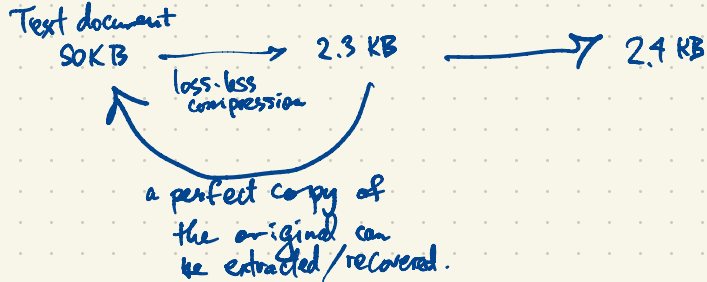 Text document
50KB
2.3 KB
2.4 KB
loss-less
compression
a perfect copy of
the original can
be extracted/recovered.